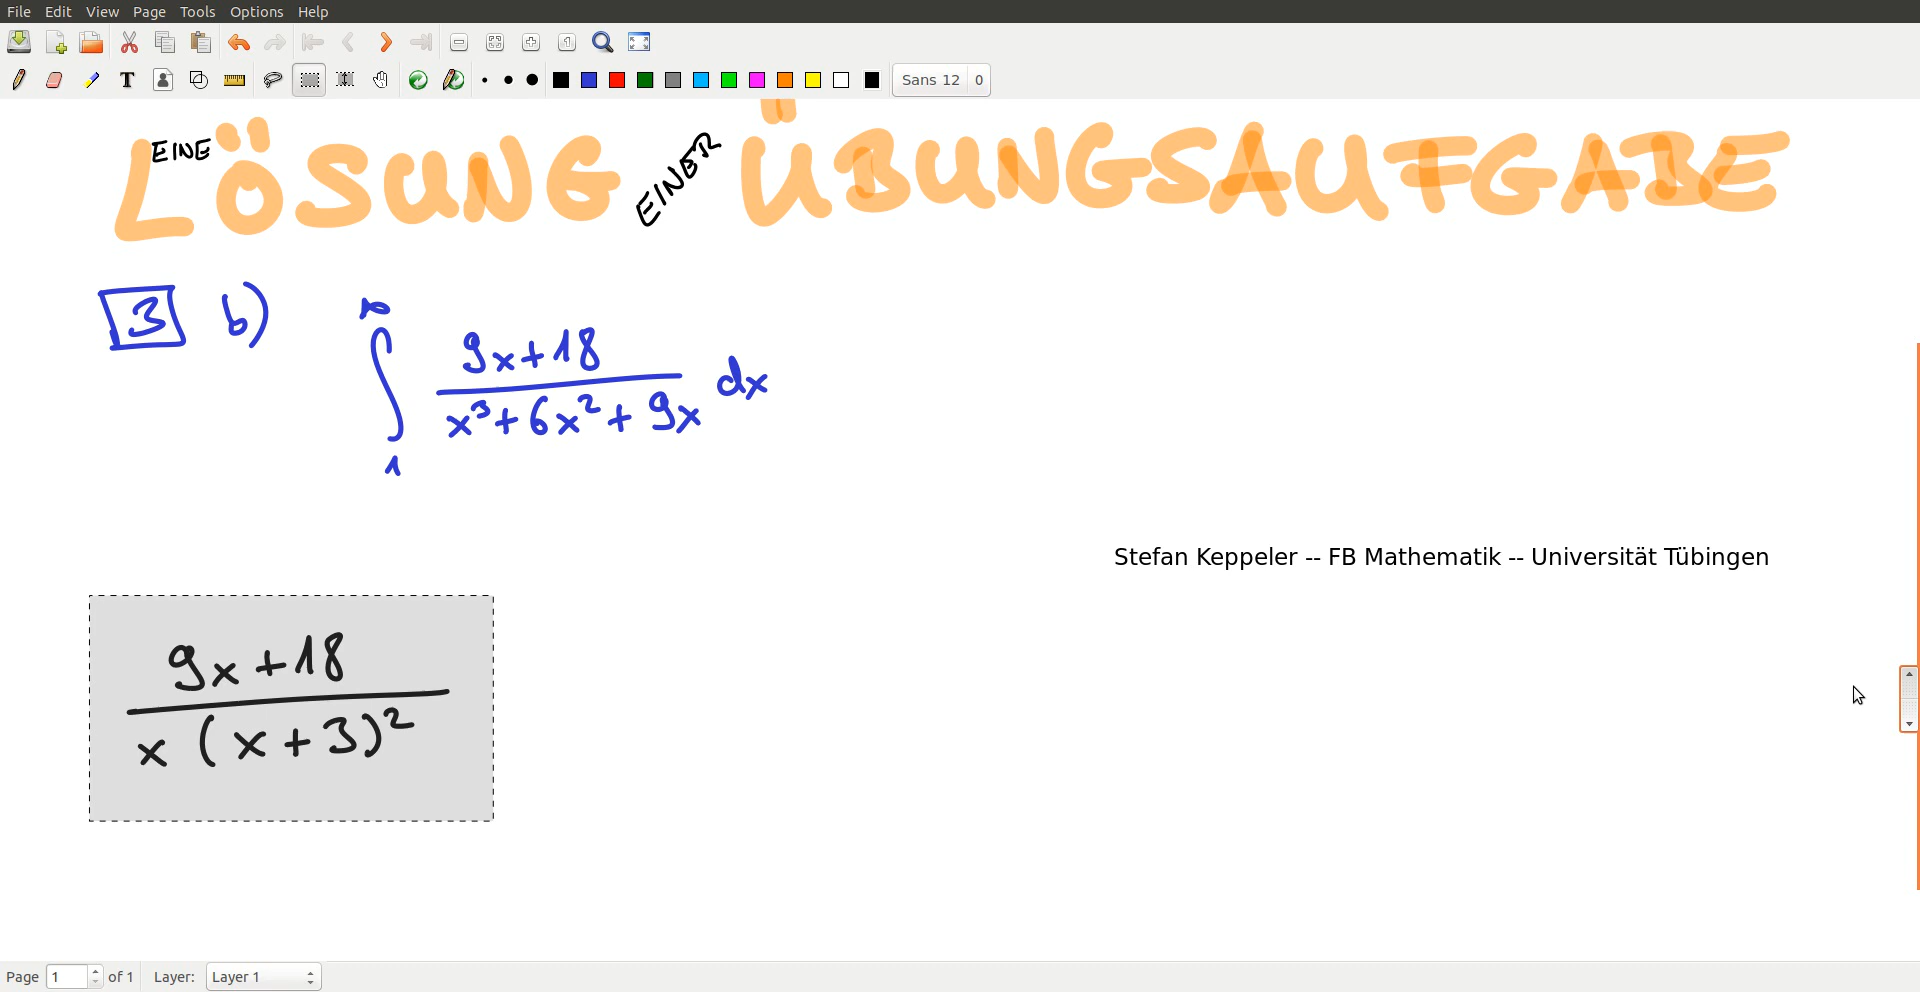 File Edit View Page Tools Options Help
Sans 12 0
EINE LÖSUNG EINER ÜBUNGSAUFGABE
3 b) ∫₁^∞ (9x+18)/(x³+6x²+9x) dx
Stefan Keppeler -- FB Mathematik -- Universität Tübingen
9x+18
x (x+3)²
Page 1 of 1 Layer: Layer 1